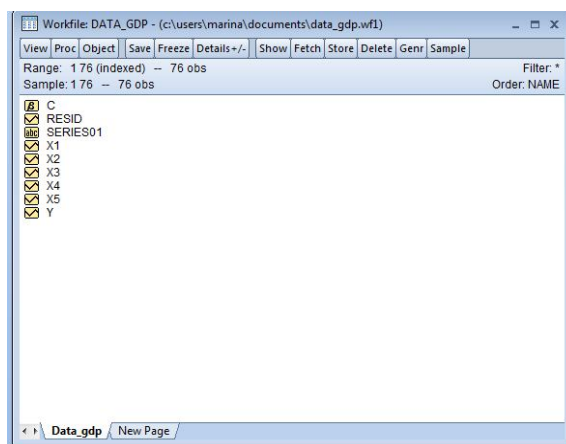 Workfile: DATA_GDP - (c:\users\marina\documents\data_gdp.wf1)
View Proc Object Save Freeze Details+/- Show Fetch Store Delete Genr Sample
Range: 1 76 (indexed) -- 76 obs Filter: *
Sample: 1 76 -- 76 obs Order: NAME
β C
RESID
abc SERIES01
X1
X2
X3
X4
X5
Y
Data_gdp New Page